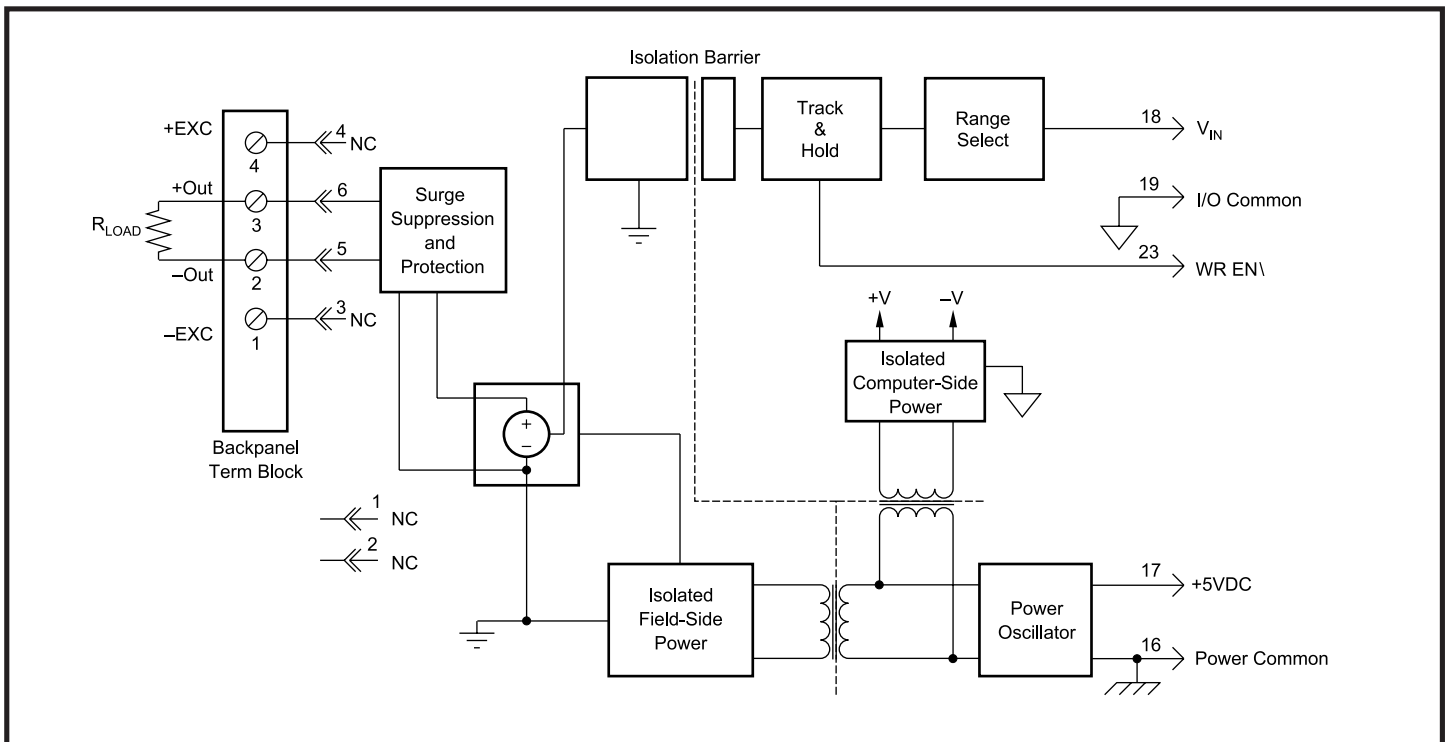 Isolation Barrier
+EXC
4
4
NC
+Out
3
6
R_LOAD
–Out
2
5
–EXC
1
3
NC
Backpanel
Term Block
Surge
Suppression
and
Protection
1
NC
2
NC
+
–
Track
&
Hold
Range
Select
18
V_IN
19
I/O Common
23
WR EN\
+V
–V
Isolated
Computer-Side
Power
Isolated
Field-Side
Power
Power
Oscillator
17
+5VDC
16
Power Common